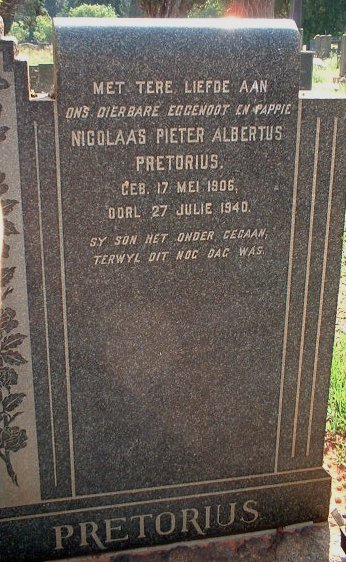 MET TERE LIEFDE AAN
ONS DIERBARE EGGENOOT EN PAPPIE
NICOLAAS PIETER ALBERTUS
PRETORIUS.
GEB. 17 MEI 1906,
OORL. 27 JULIE 1940.
SY SON HET ONDER GEGAAN,
TERWYL DIT NOG DAG WAS.
PRETORIUS